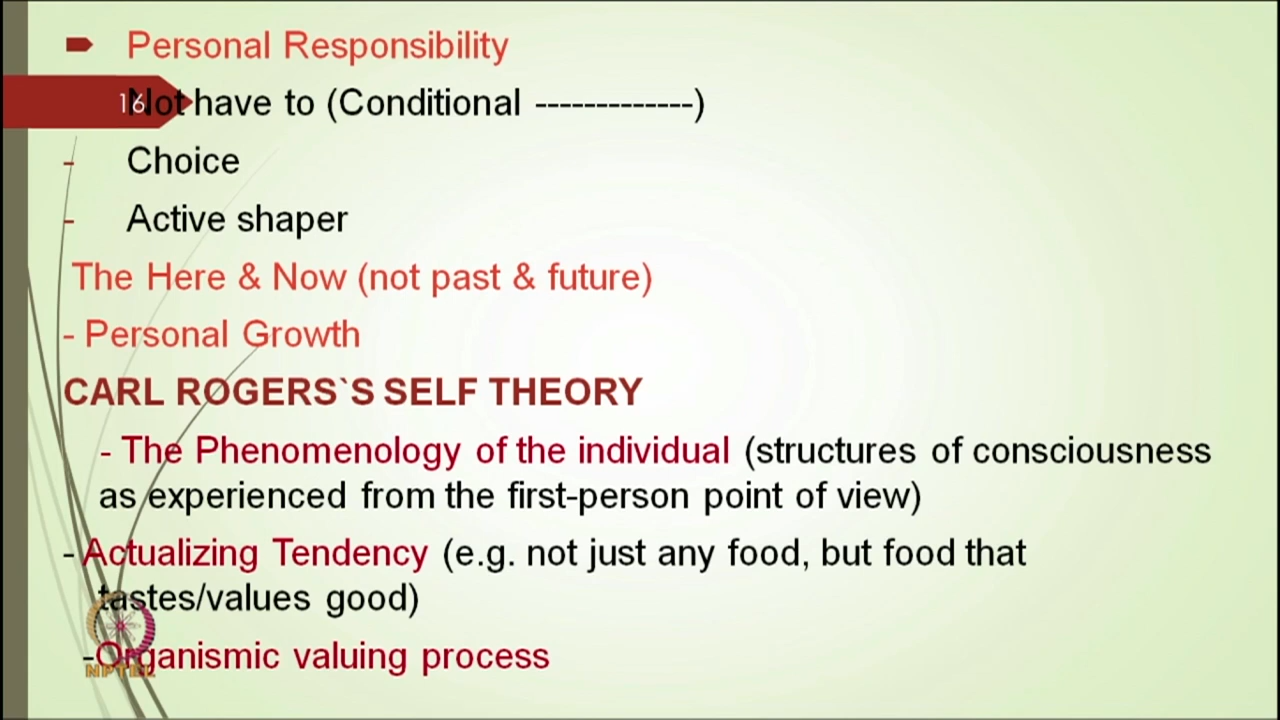 Personal Responsibility
16
Not have to (Conditional -------------)
- Choice
- Active shaper
The Here & Now (not past & future)
- Personal Growth
CARL ROGERS`S SELF THEORY
- The Phenomenology of the individual (structures of consciousness
as experienced from the first-person point of view)
- Actualizing Tendency (e.g. not just any food, but food that
tastes/values good)
-Organismic valuing process
NPTEL